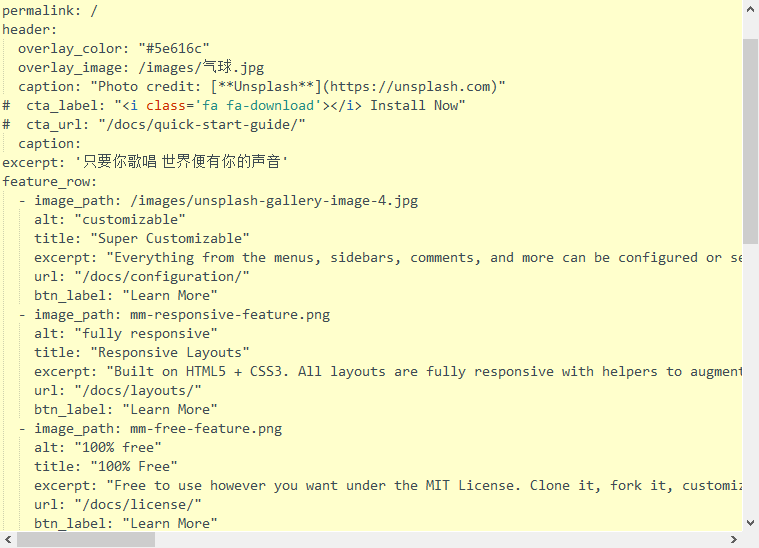 permalink: /
header:
  overlay_color: "#5e616c"
  overlay_image: /images/气球.jpg
  caption: "Photo credit: [**Unsplash**](https://unsplash.com)"
#  cta_label: "<i class='fa fa-download'></i> Install Now"
#  cta_url: "/docs/quick-start-guide/"
  caption:
excerpt: '只要你歌唱 世界便有你的声音'
feature_row:
  - image_path: /images/unsplash-gallery-image-4.jpg
    alt: "customizable"
    title: "Super Customizable"
    excerpt: "Everything from the menus, sidebars, comments, and more can be configured or se
    url: "/docs/configuration/"
    btn_label: "Learn More"
  - image_path: mm-responsive-feature.png
    alt: "fully responsive"
    title: "Responsive Layouts"
    excerpt: "Built on HTML5 + CSS3. All layouts are fully responsive with helpers to augment
    url: "/docs/layouts/"
    btn_label: "Learn More"
  - image_path: mm-free-feature.png
    alt: "100% free"
    title: "100% Free"
    excerpt: "Free to use however you want under the MIT License. Clone it, fork it, customiz
    url: "/docs/license/"
    btn_label: "Learn More"